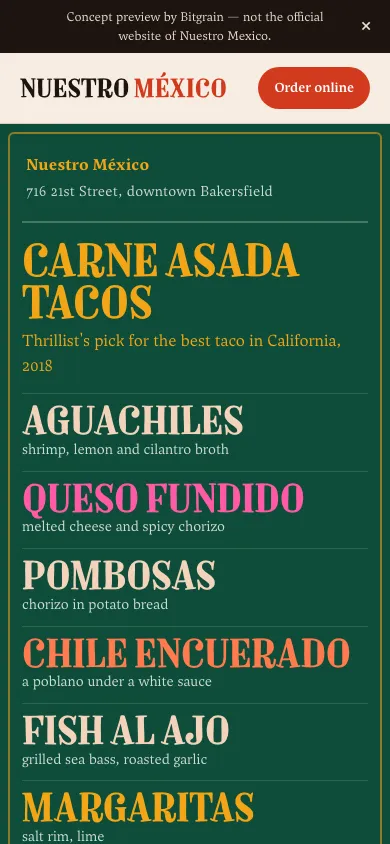 Concept preview by Bitgrain — not the official
website of Nuestro Mexico.
×
NUESTRO MÉXICO
Order online
Nuestro México
716 21st Street, downtown Bakersfield
CARNE ASADA
TACOS
Thrillist's pick for the best taco in California,
2018
AGUACHILES
shrimp, lemon and cilantro broth
QUESO FUNDIDO
melted cheese and spicy chorizo
POMBOSAS
chorizo in potato bread
CHILE ENCUERADO
a poblano under a white sauce
FISH AL AJO
grilled sea bass, roasted garlic
MARGARITAS
salt rim, lime